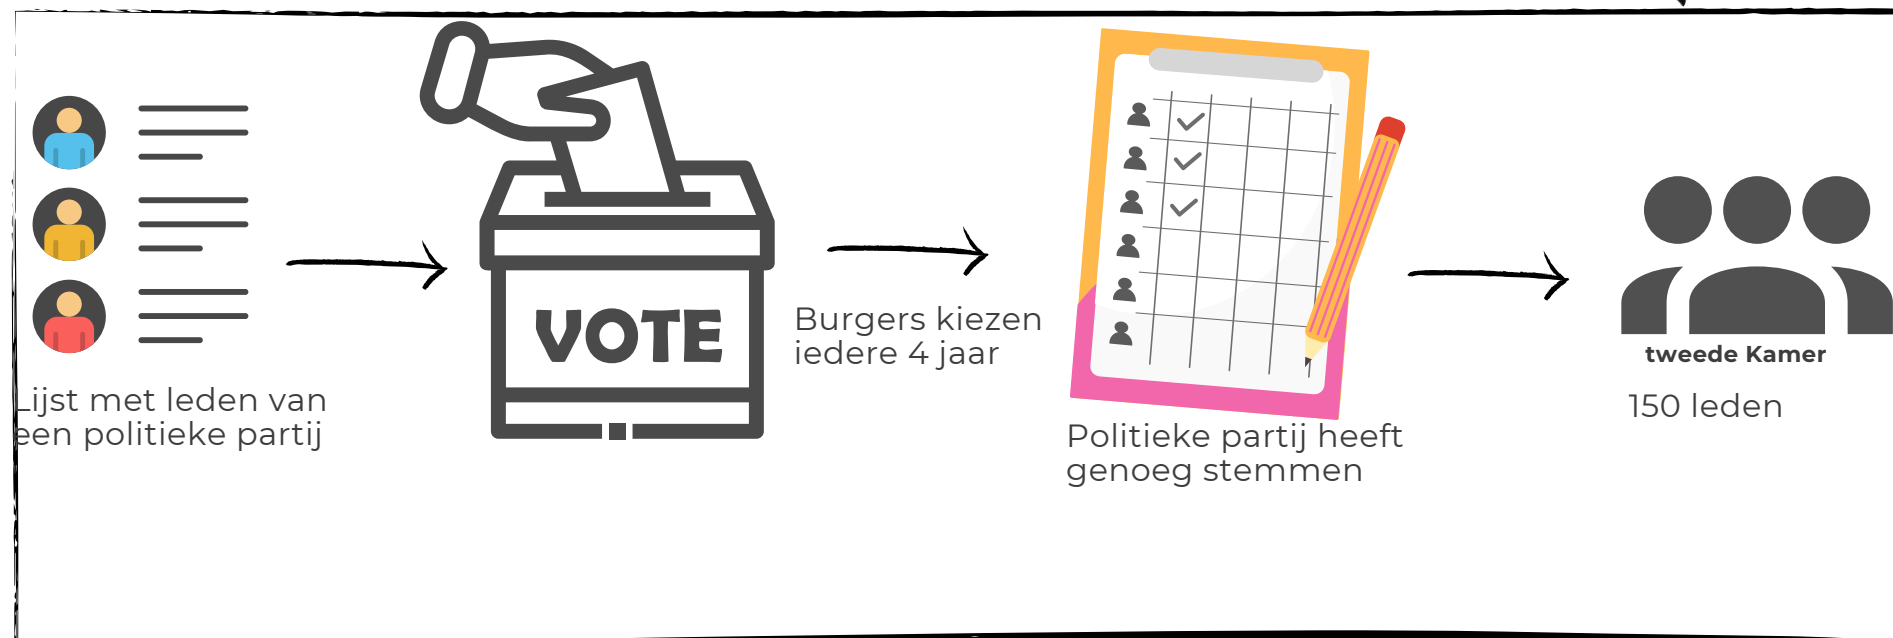 Lijst met leden van
een politieke partij
VOTE
Burgers kiezen
iedere 4 jaar
Politieke partij heeft
genoeg stemmen
tweede Kamer
150 leden